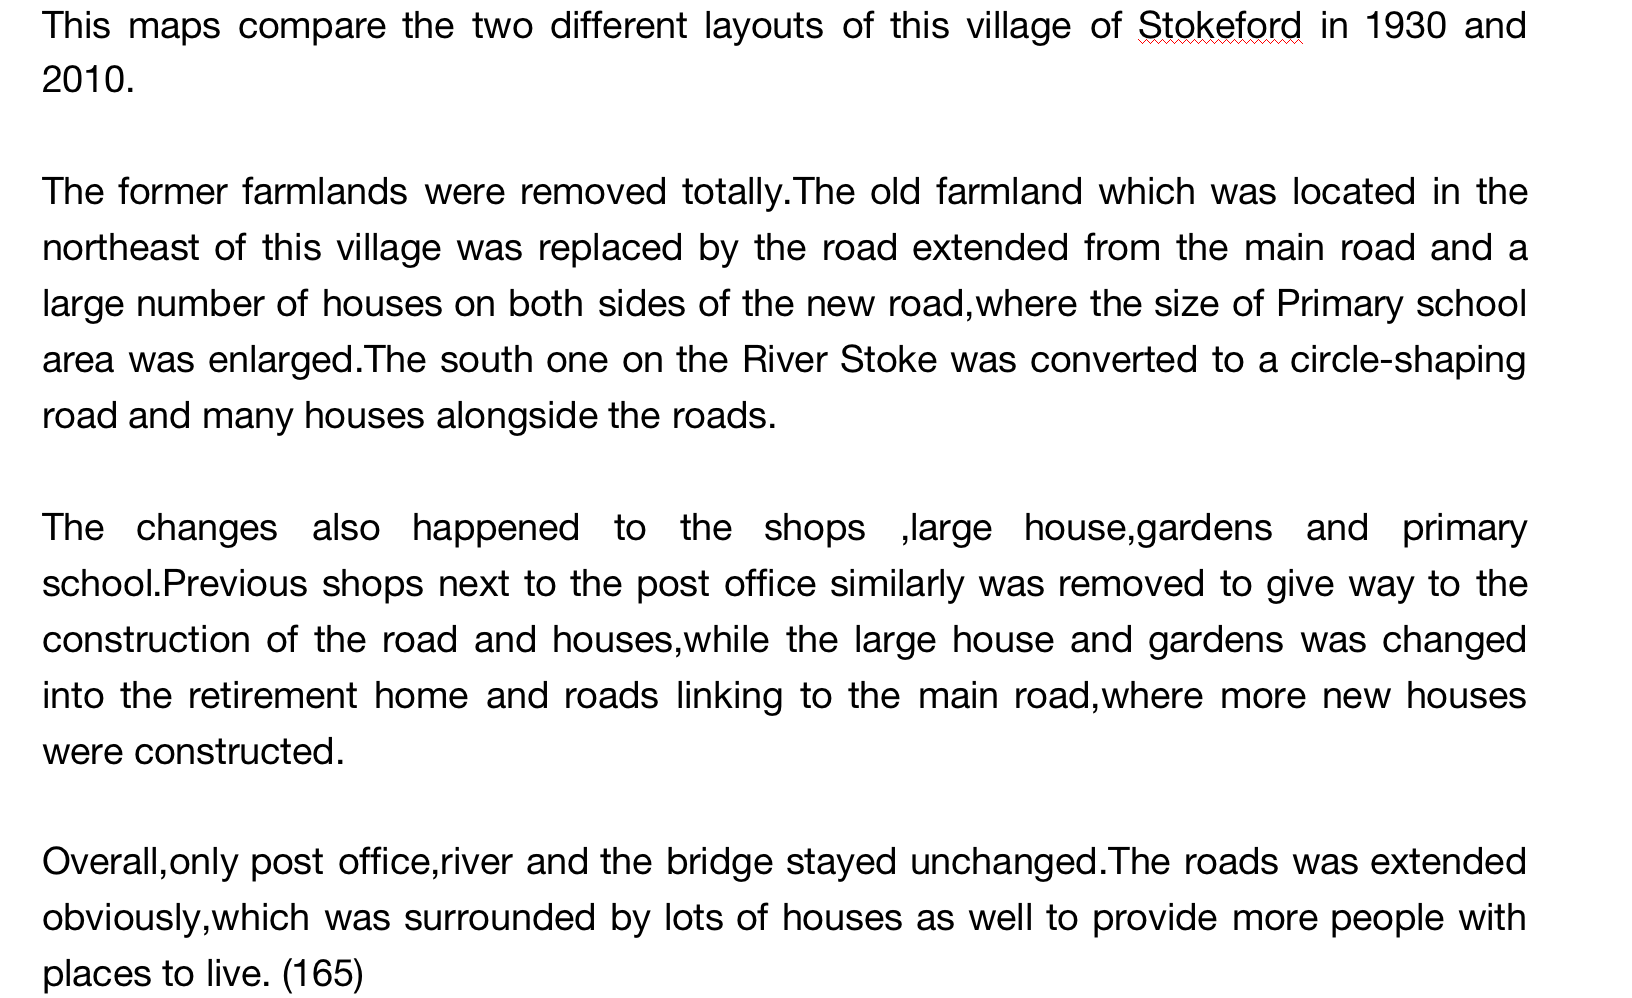 This maps compare the two different layouts of this village of Stokeford in 1930 and
2010.
The former farmlands were removed totally.The old farmland which was located in the
northeast of this village was replaced by the road extended from the main road and a
large number of houses on both sides of the new road,where the size of Primary school
area was enlarged.The south one on the River Stoke was converted to a circle-shaping
road and many houses alongside the roads.
The changes also happened to the shops ,large house,gardens and primary
school.Previous shops next to the post office similarly was removed to give way to the
construction of the road and houses,while the large house and gardens was changed
into the retirement home and roads linking to the main road,where more new houses
were constructed.
Overall,only post office,river and the bridge stayed unchanged.The roads was extended
obviously,which was surrounded by lots of houses as well to provide more people with
places to live. (165)